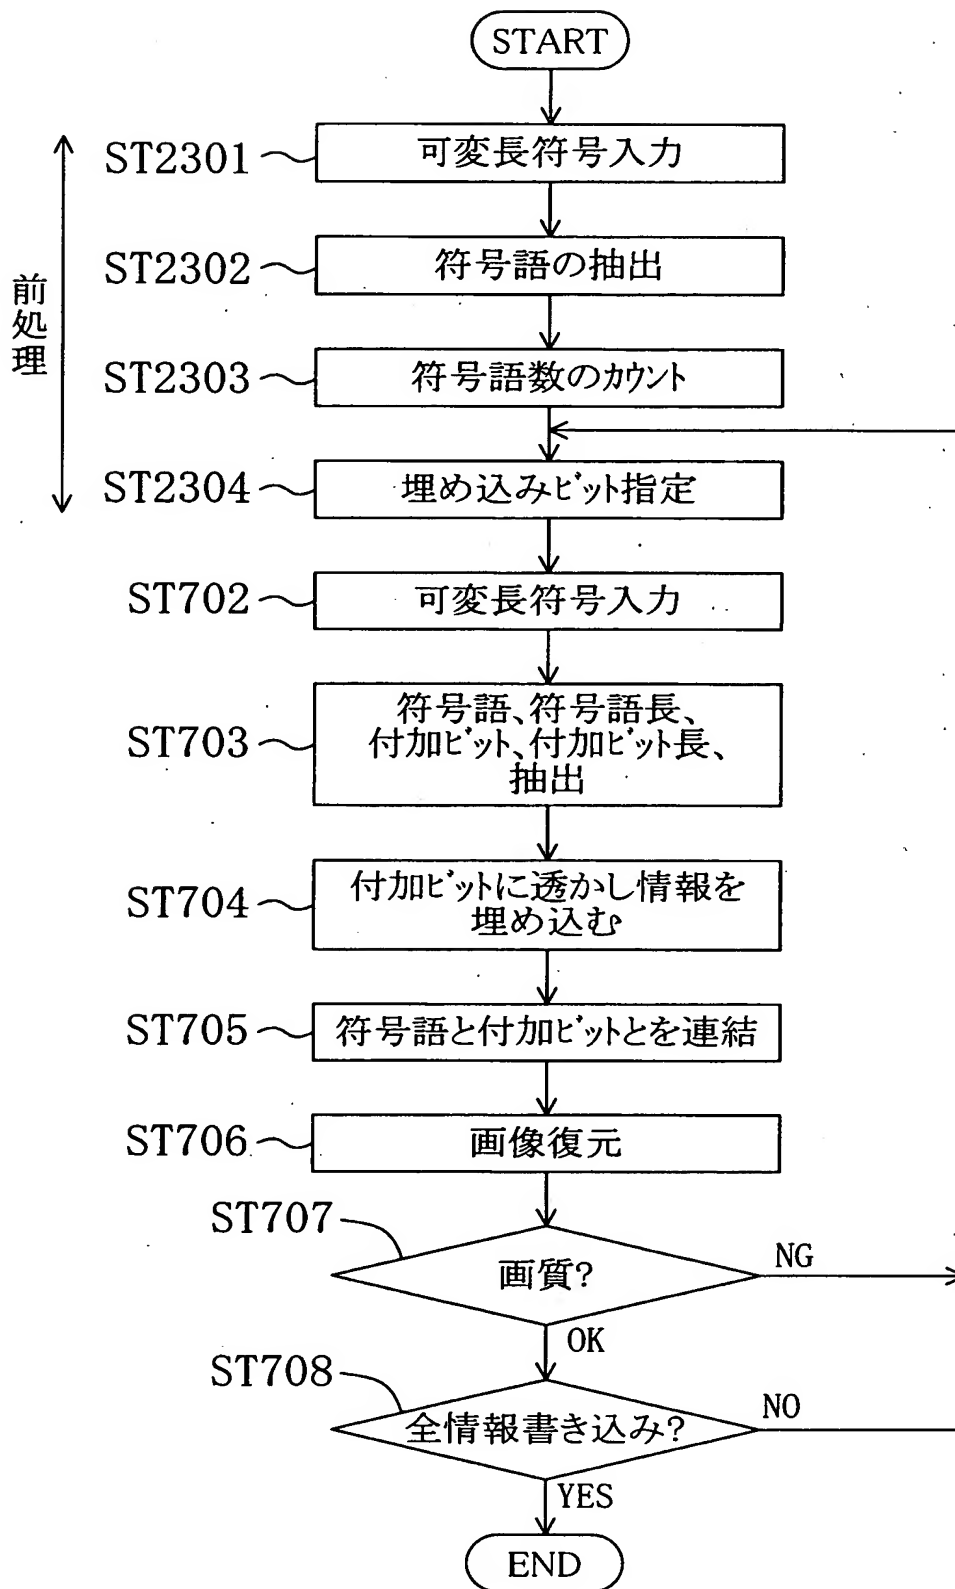 START
ST2301
可変長符号入力
ST2302
符号語の抽出
前処理
ST2303
符号語数のカウント
ST2304
埋め込みビット指定
ST702
可変長符号入力
ST703
符号語、符号語長、
付加ビット、付加ビット長、
抽出
ST704
付加ビットに透かし情報を
埋め込む
ST705
符号語と付加ビットとを連結
ST706
画像復元
ST707
画質?
NG
OK
ST708
全情報書き込み?
NO
YES
END